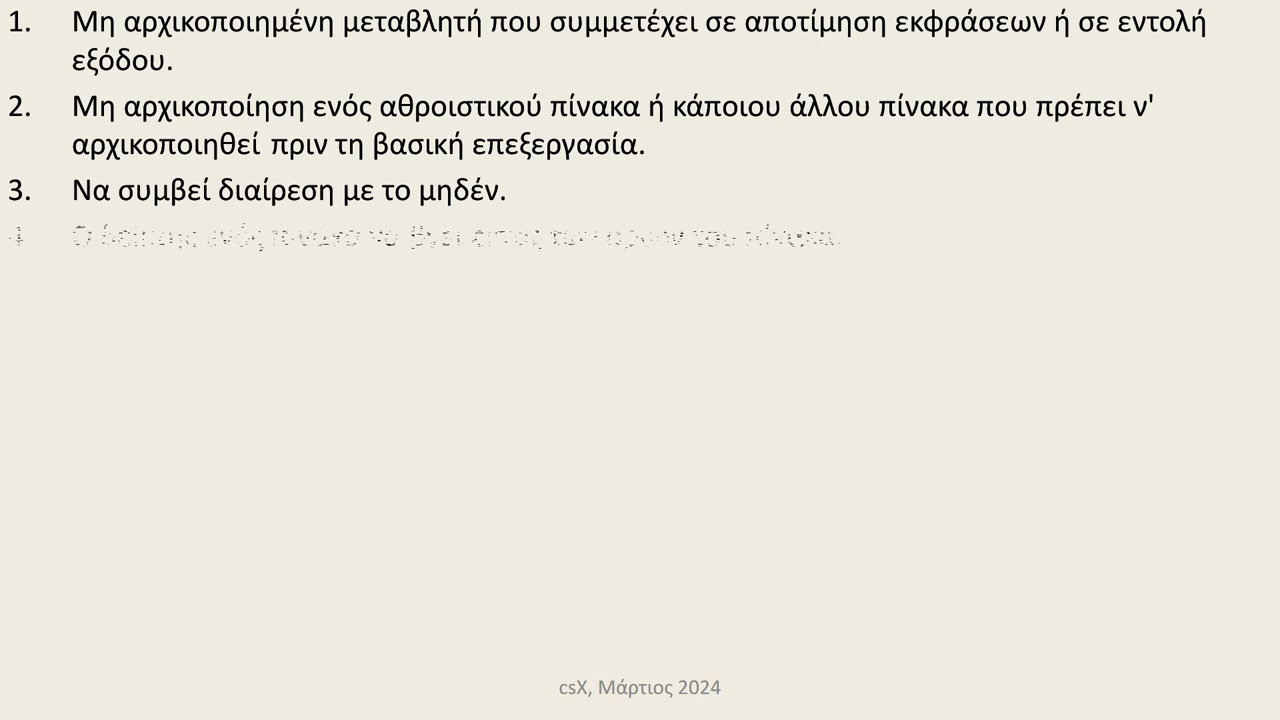 1. Μη αρχικοποιημένη μεταβλητή που συμμετέχει σε αποτίμηση εκφράσεων ή σε εντολή
εξόδου.
2. Μη αρχικοποίηση ενός αθροιστικού πίνακα ή κάποιου άλλου πίνακα που πρέπει ν'
αρχικοποιηθεί πριν τη βασική επεξεργασία.
3. Να συμβεί διαίρεση με το μηδέν.
csX, Μάρτιος 2024